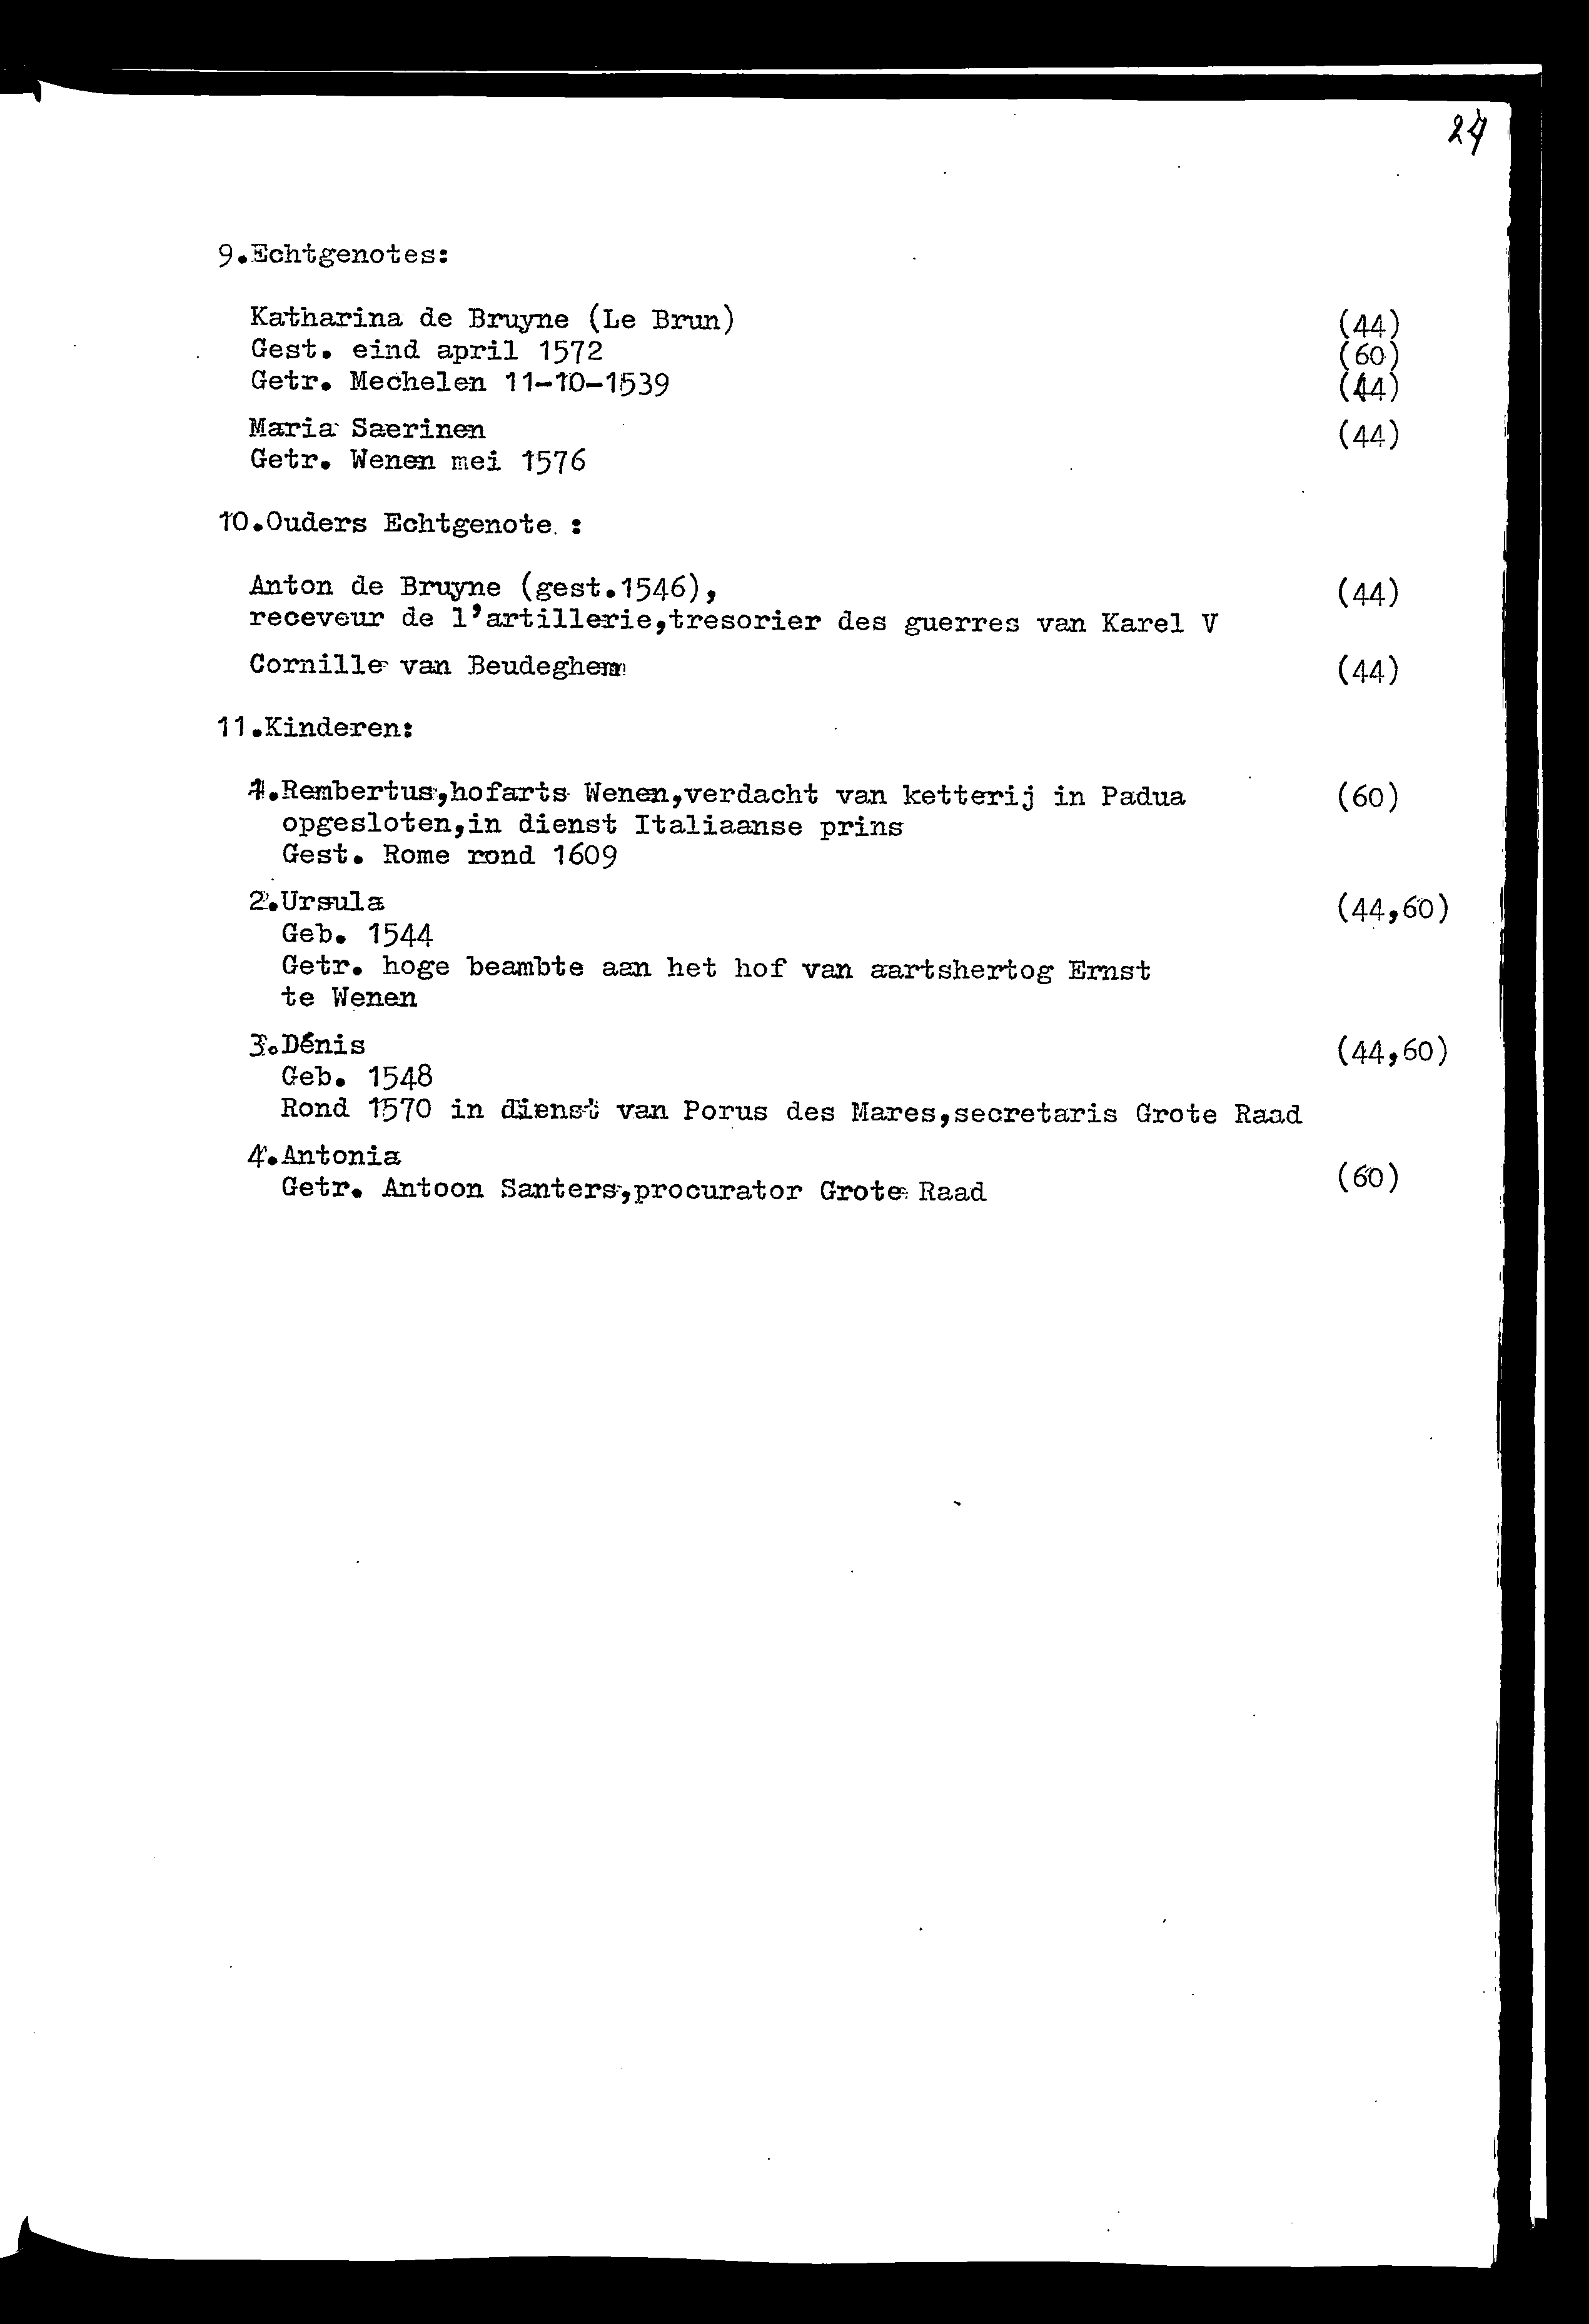 24
9.Echtgenotes:
Katharina de Bruyne (Le Brun) (44)
Gest. eind april 1572 (60)
Getr. Mechelen 11-10-1539 (44)
Maria Saerinen (44)
Getr. Wenen mei 1576
10.Ouders Echtgenote :
Anton de Bruyne (gest.1546), (44)
receveur de l'artillerie,tresorier des guerres van Karel V
Cornille van Beudeghem (44)
11.Kinderen:
1.Rembertus,hofarts Wenen,verdacht van ketterij in Padua (60)
opgesloten,in dienst Italiaanse prins
Gest. Rome rond 1609
2.Ursula (44,60)
Geb. 1544
Getr. hoge beambte aan het hof van aartshertog Ernst
te Wenen
3.Dénis (44,60)
Geb. 1548
Rond 1570 in dienst van Porus des Mares,secretaris Grote Raad
4.Antonia
Getr. Antoon Santers,procurator Grote Raad (60)